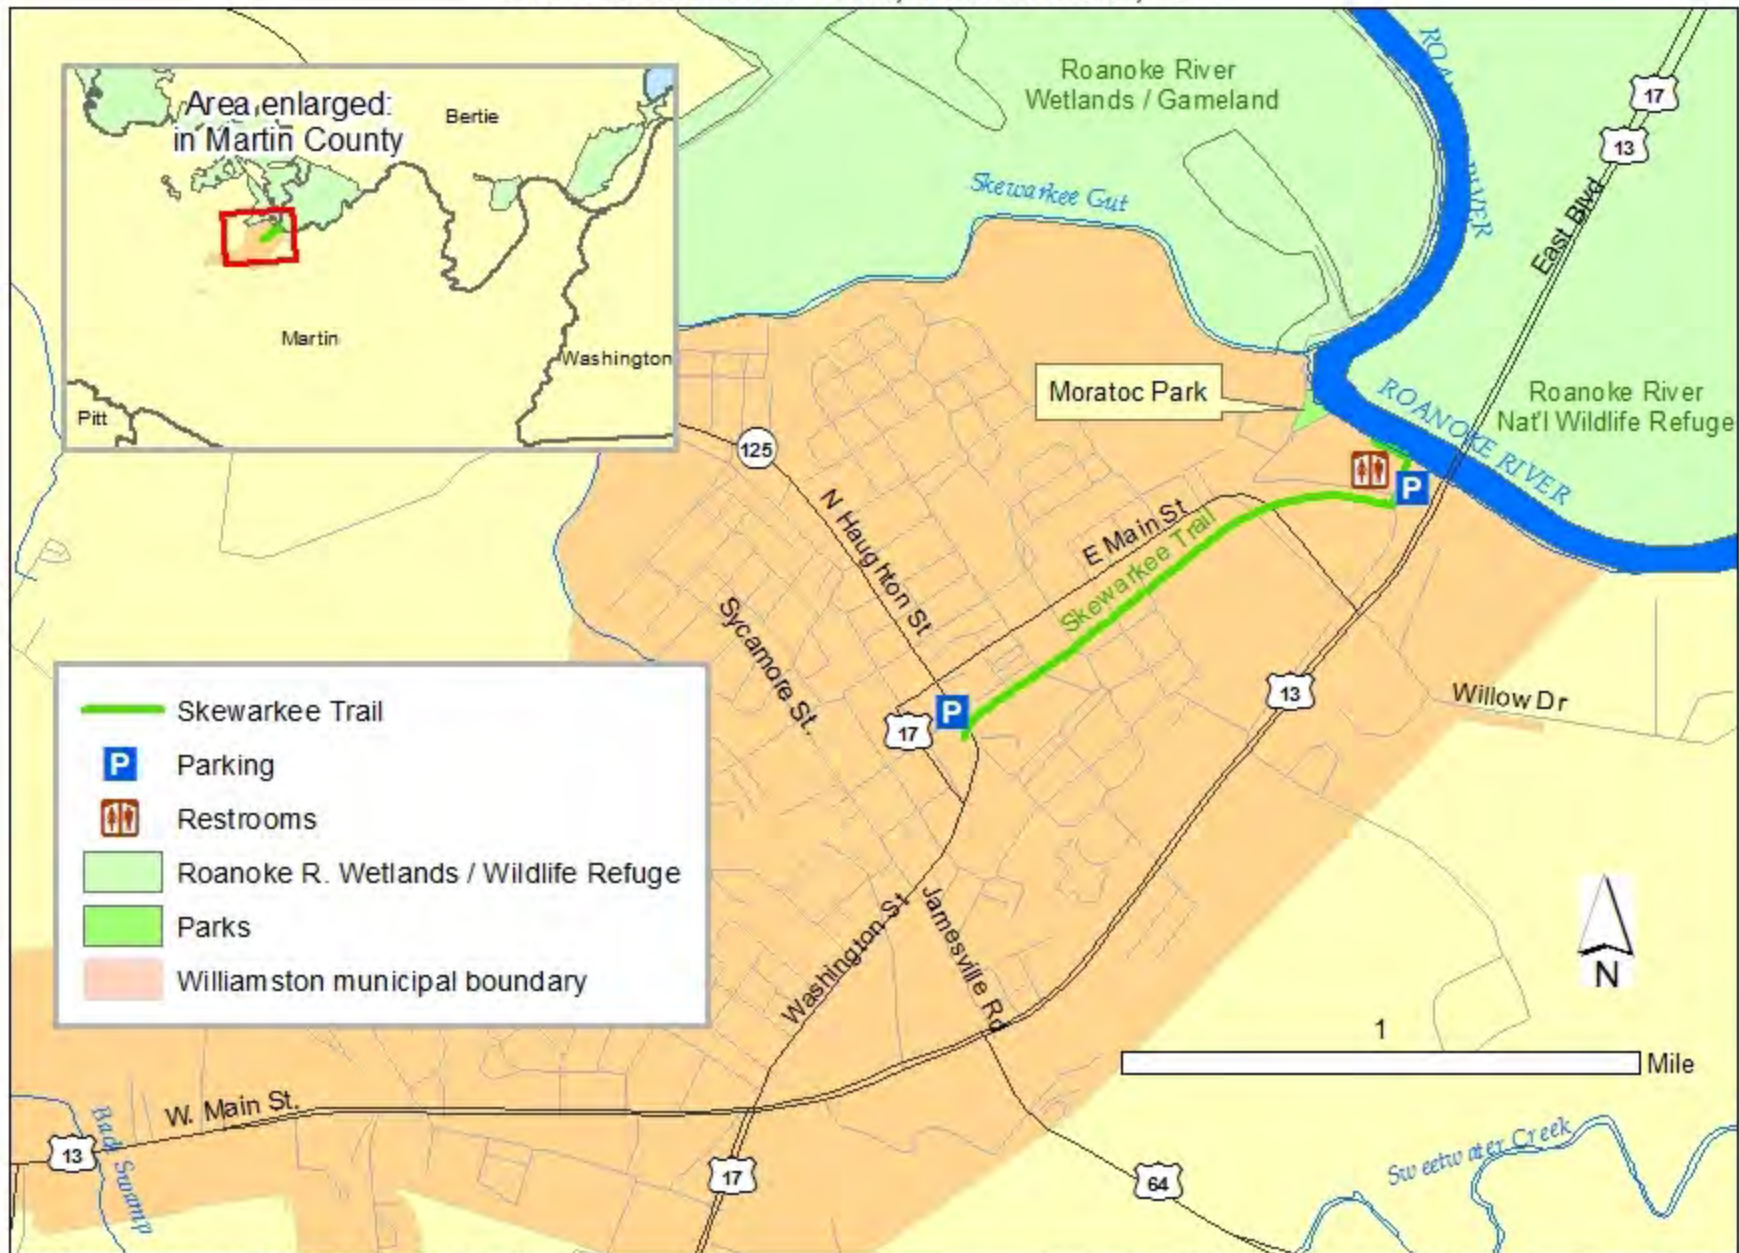 Area enlarged:
in Martin County
Bertie
Martin
Washington
Pitt
Roanoke River
Wetlands / Gameland
ROANOKE RIVER
17
13
East Blvd
Skewarkee Gut
Moratoc Park
Roanoke River
Nat'l Wildlife Refuge
ROANOKE RIVER
125
N Haughton St
P
E Main St
Skewarkee Trail
Sycamore St.
P
17
13
Willow Dr
Skewarkee Trail
P Parking
Restrooms
Roanoke R. Wetlands / Wildlife Refuge
Parks
Williamston municipal boundary
Washington St
Jamesville Rd
N
1
Mile
W. Main St.
13
Back Swamp
17
64
Sweetwater Creek